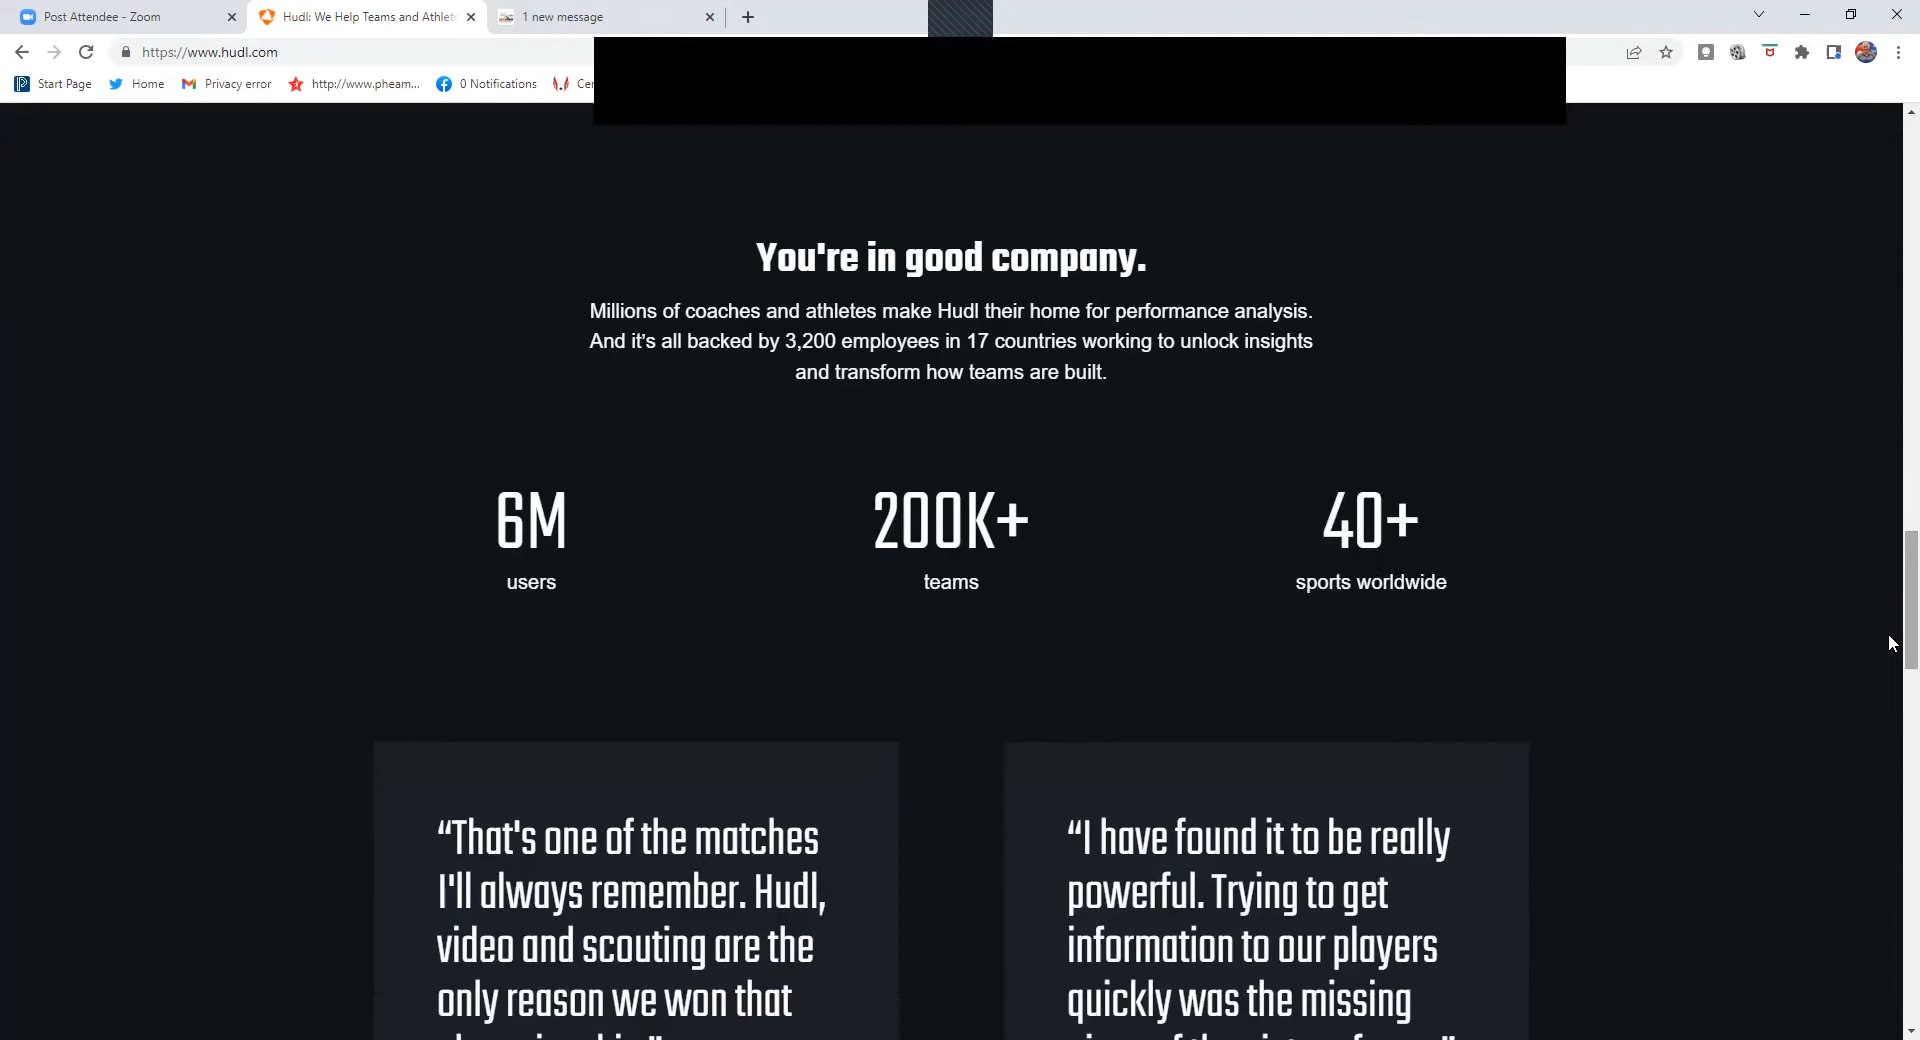 Post Attendee - Zoom
Hudl: We Help Teams and Athlete
1 new message
https://www.hudl.com
Start Page
Home
Privacy error
http://www.pheam...
0 Notifications
Cer
You're in good company.
Millions of coaches and athletes make Hudl their home for performance analysis.
And it's all backed by 3,200 employees in 17 countries working to unlock insights
and transform how teams are built.
6M
200K+
40+
users
teams
sports worldwide
“That's one of the matches
I'll always remember. Hudl,
video and scouting are the
only reason we won that
“I have found it to be really
powerful. Trying to get
information to our players
quickly was the missing